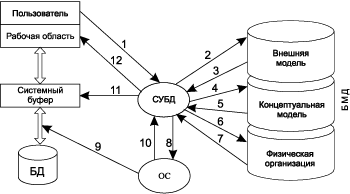 Пользователь
Рабочая область
1
12
2
3
Внешняя
модель
Системный
буфер
11
СУБД
4
5
Концептуальная
модель
БМД
6
7
Физическая
организация
10
8
9
БД
ОС